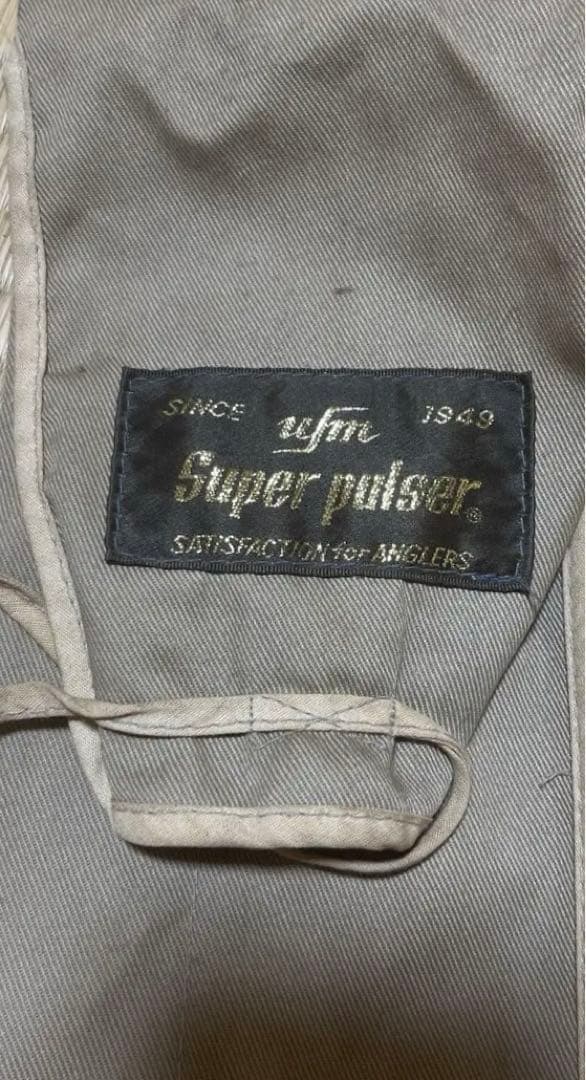 SINCE ufm 1949
Super pulser®
SATISFACTION for ANGLERS